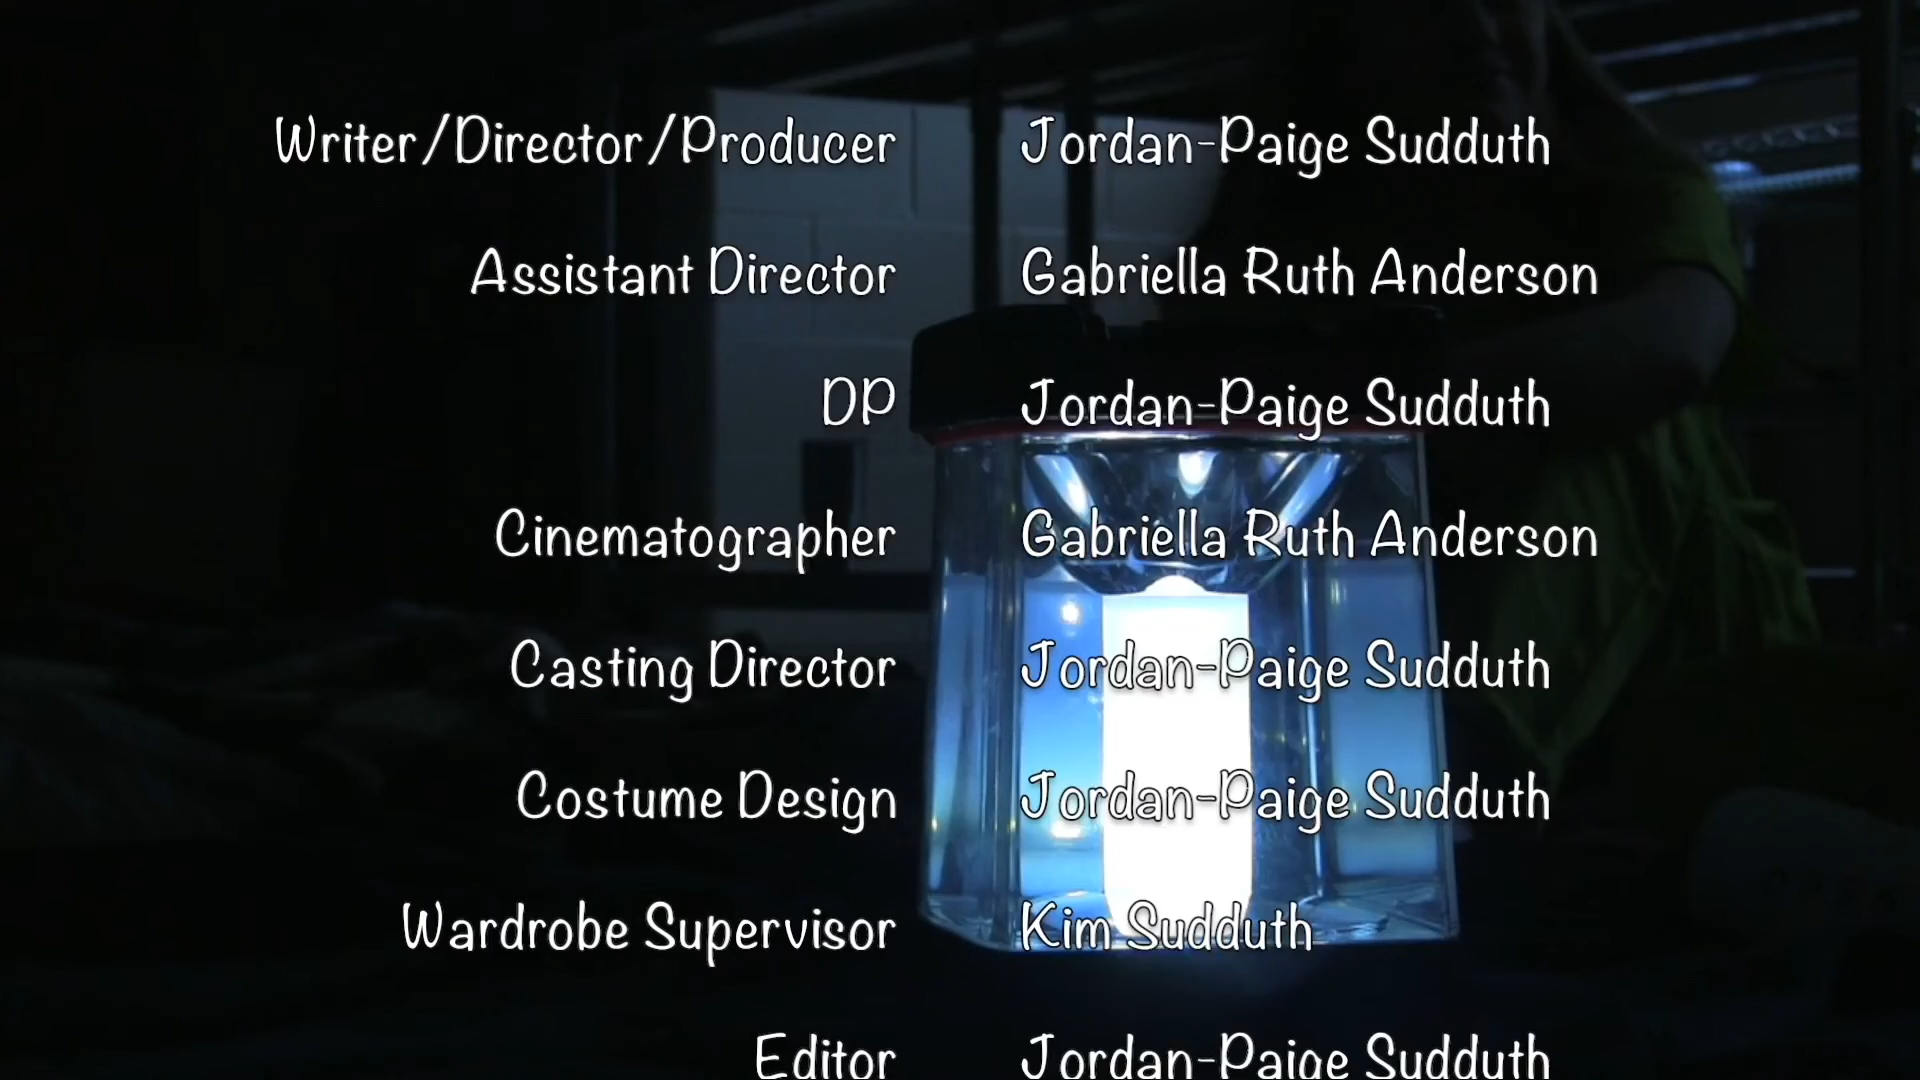 Writer/Director/Producer Jordan-Paige Sudduth
Assistant Director Gabriella Ruth Anderson
DP Jordan-Paige Sudduth
Cinematographer Gabriella Ruth Anderson
Casting Director Jordan-Paige Sudduth
Costume Design Jordan-Paige Sudduth
Wardrobe Supervisor Kim Sudduth
Editor Jordan-Paige Sudduth